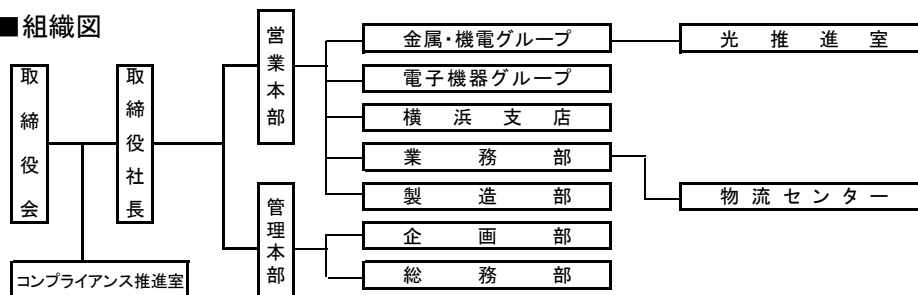 ■組織図
取締役会
コンプライアンス推進室
取締役社長
営業本部
金属・機電グループ
光推進室
電子機器グループ
横浜支店
業務部
物流センター
製造部
管理本部
企画部
総務部